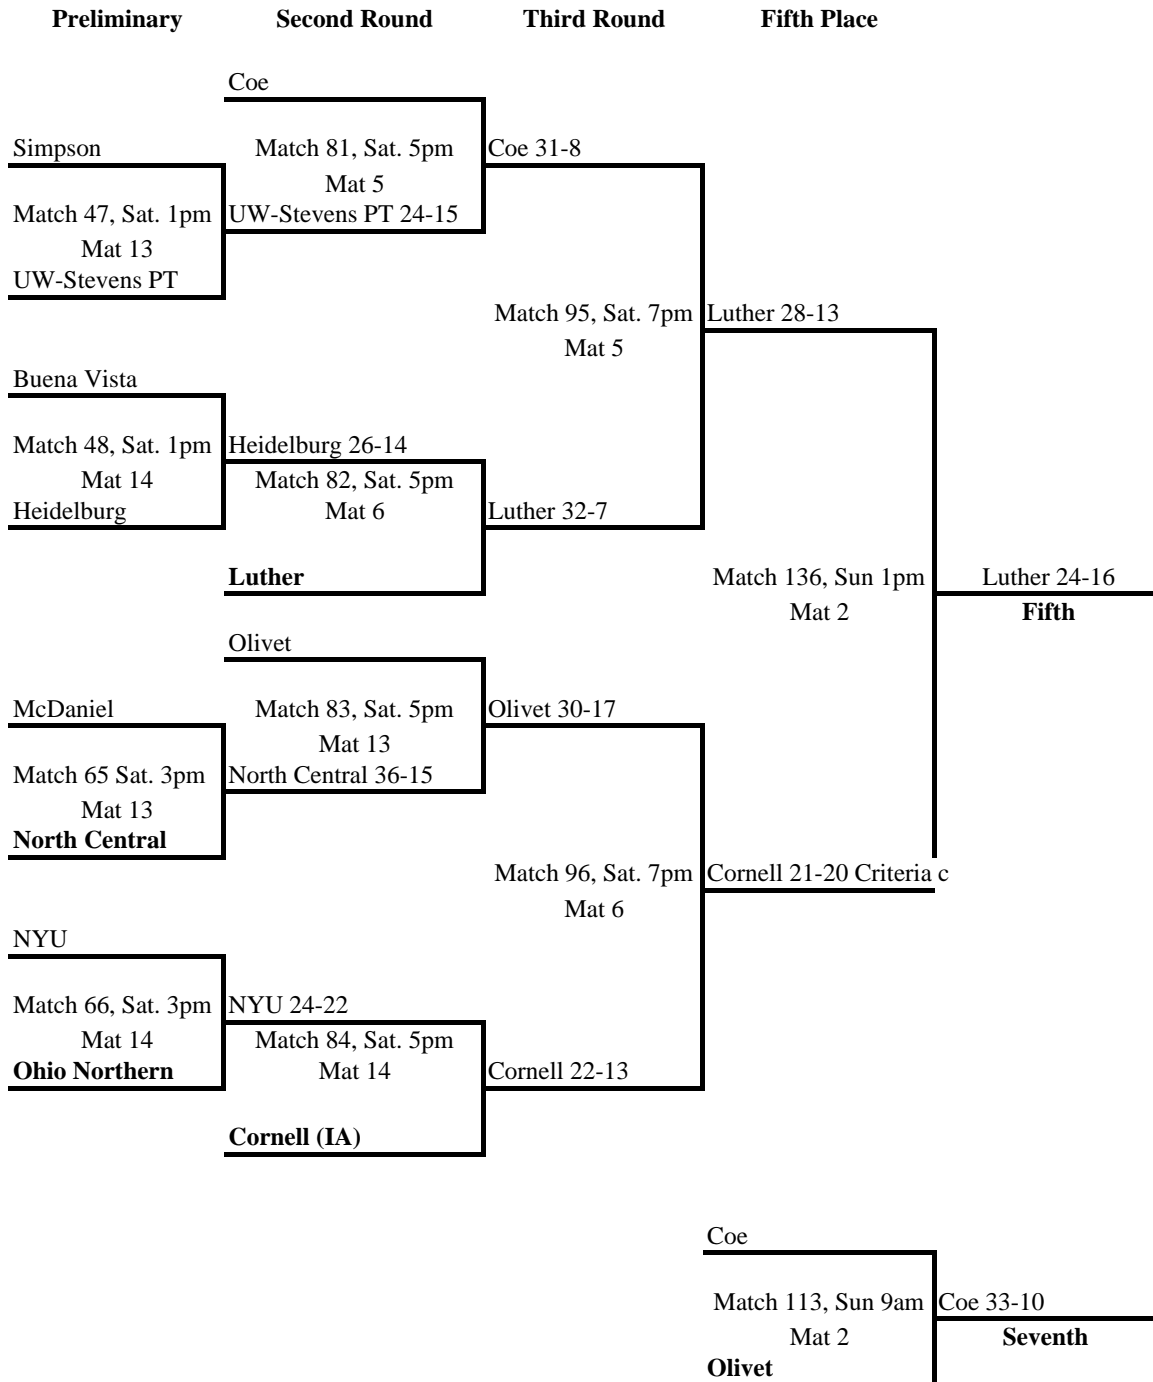 Preliminary Second Round Third Round Fifth Place
Coe
Simpson Match 81, Sat. 5pm Coe 31-8
Mat 5
Match 47, Sat. 1pm UW-Stevens PT 24-15
Mat 13
UW-Stevens PT
Match 95, Sat. 7pm Luther 28-13
Mat 5
Buena Vista
Match 48, Sat. 1pm Heidelburg 26-14
Mat 14 Match 82, Sat. 5pm
Heidelburg Mat 6 Luther 32-7
Luther Match 136, Sun 1pm Luther 24-16
Mat 2 Fifth
Olivet
McDaniel Match 83, Sat. 5pm Olivet 30-17
Mat 13
Match 65 Sat. 3pm North Central 36-15
Mat 13
North Central
Match 96, Sat. 7pm Cornell 21-20 Criteria c
Mat 6
NYU
Match 66, Sat. 3pm NYU 24-22
Mat 14 Match 84, Sat. 5pm
Ohio Northern Mat 14 Cornell 22-13
Cornell (IA)
Coe
Match 113, Sun 9am Coe 33-10
Mat 2 Seventh
Olivet